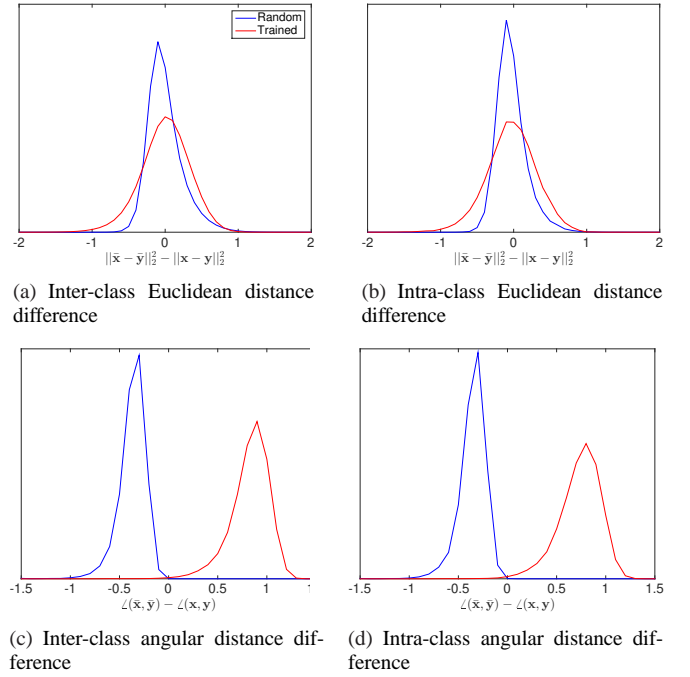 Random
Trained
-2 -1 0 1 2
||x̄ − ȳ||₂² − ||x − y||₂²
-2 -1 0 1 2
||x̄ − ȳ||₂² − ||x − y||₂²
(a) Inter-class Euclidean distance
difference
(b) Intra-class Euclidean distance
difference
-1.5 -1 -0.5 0 0.5 1
∠(x̄, ȳ) − ∠(x, y)
-1.5 -1 -0.5 0 0.5 1 1.5
∠(x̄, ȳ) − ∠(x, y)
(c) Inter-class angular distance dif-
ference
(d) Intra-class angular distance dif-
ference